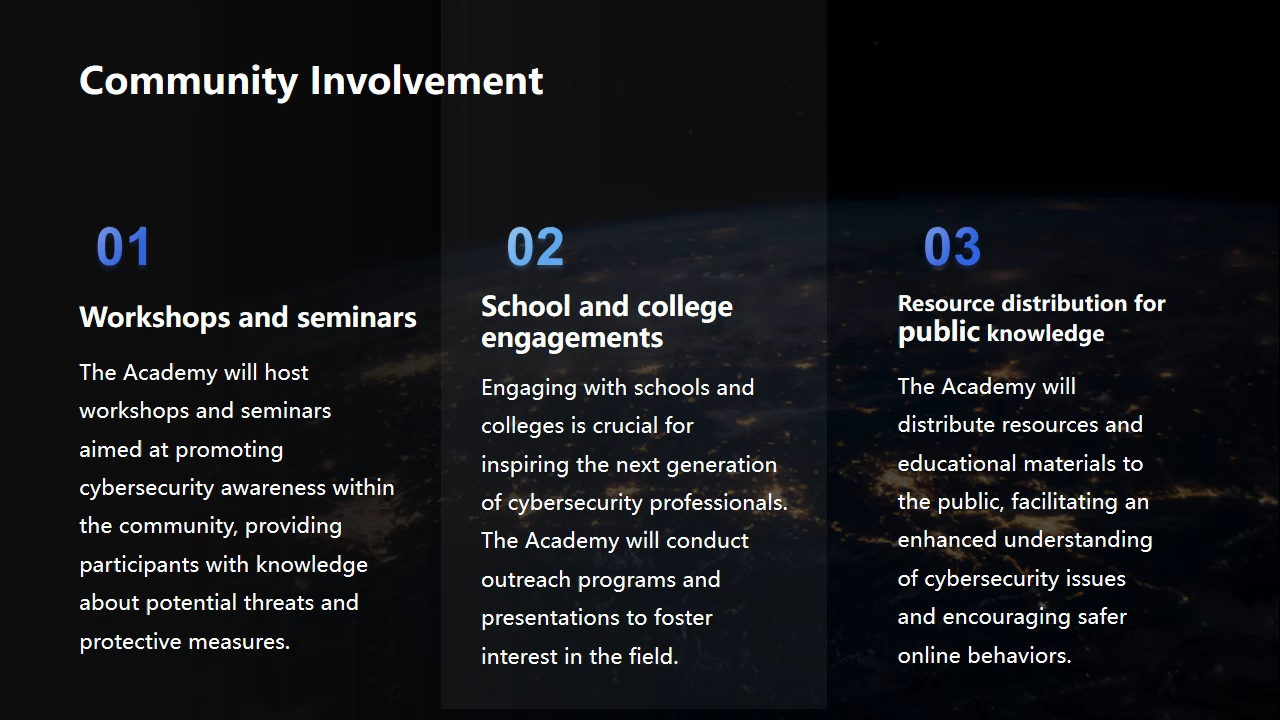 Community Involvement
01
Workshops and seminars
The Academy will host
workshops and seminars
aimed at promoting
cybersecurity awareness within
the community, providing
participants with knowledge
about potential threats and
protective measures.
02
School and college
engagements
Engaging with schools and
colleges is crucial for
inspiring the next generation
of cybersecurity professionals.
The Academy will conduct
outreach programs and
presentations to foster
interest in the field.
03
Resource distribution for
public knowledge
The Academy will
distribute resources and
educational materials to
the public, facilitating an
enhanced understanding
of cybersecurity issues
and encouraging safer
online behaviors.